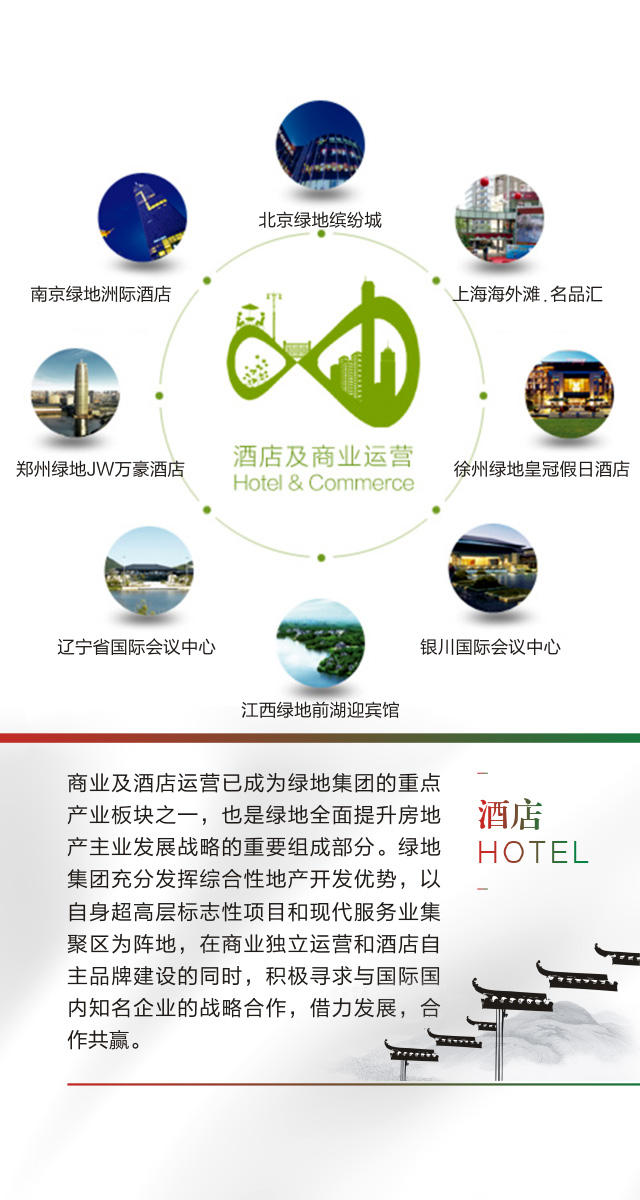 北京绿地缤纷城
南京绿地洲际酒店
上海海外滩.名品汇
郑州绿地JW万豪酒店
酒店及商业运营
Hotel & Commerce
徐州绿地皇冠假日酒店
辽宁省国际会议中心
银川国际会议中心
江西绿地前湖迎宾馆
商业及酒店运营已成为绿地集团的重点
产业板块之一，也是绿地全面提升房地
产主业发展战略的重要组成部分。绿地
集团充分发挥综合性地产开发优势，以
自身超高层标志性项目和现代服务业集
聚区为阵地，在商业独立运营和酒店自
主品牌建设的同时，积极寻求与国际国
内知名企业的战略合作，借力发展，合
作共赢。
酒店
HOTEL